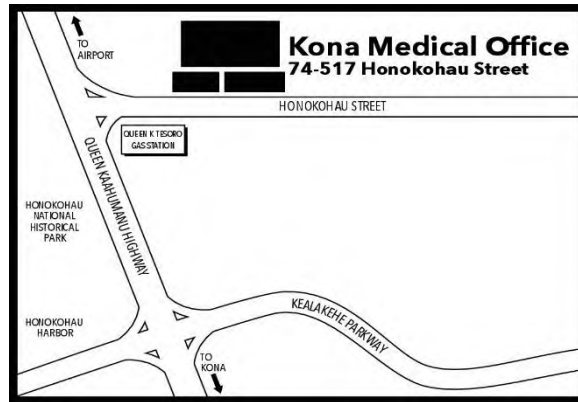 TO
AIRPORT
Kona Medical Office
74-517 Honokohau Street
HONOKOHAU STREET
QUEEN K TESORO
GAS STATION
QUEEN KAAHUMANU HIGHWAY
HONOKOHAU
NATIONAL
HISTORICAL
PARK
HONOKOHAU
HARBOR
KEALAKEHE PARKWAY
TO
KONA